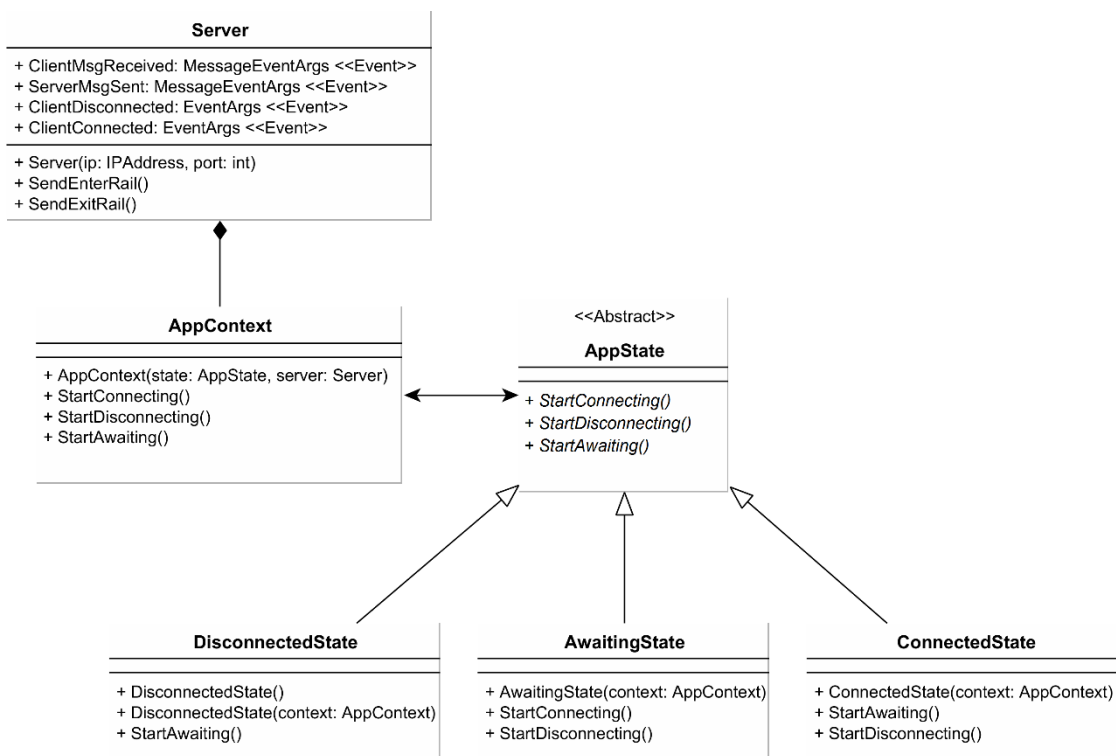 Server
+ ClientMsgReceived: MessageEventArgs <<Event>>
+ ServerMsgSent: MessageEventArgs <<Event>>
+ ClientDisconnected: EventArgs <<Event>>
+ ClientConnected: EventArgs <<Event>>
+ Server(ip: IPAddress, port: int)
+ SendEnterRail()
+ SendExitRail()
AppContext
+ AppContext(state: AppState, server: Server)
+ StartConnecting()
+ StartDisconnecting()
+ StartAwaiting()
<<Abstract>>
AppState
+ StartConnecting()
+ StartDisconnecting()
+ StartAwaiting()
DisconnectedState
+ DisconnectedState()
+ DisconnectedState(context: AppContext)
+ StartAwaiting()
AwaitingState
+ AwaitingState(context: AppContext)
+ StartConnecting()
+ StartDisconnecting()
ConnectedState
+ ConnectedState(context: AppContext)
+ StartAwaiting()
+ StartDisconnecting()